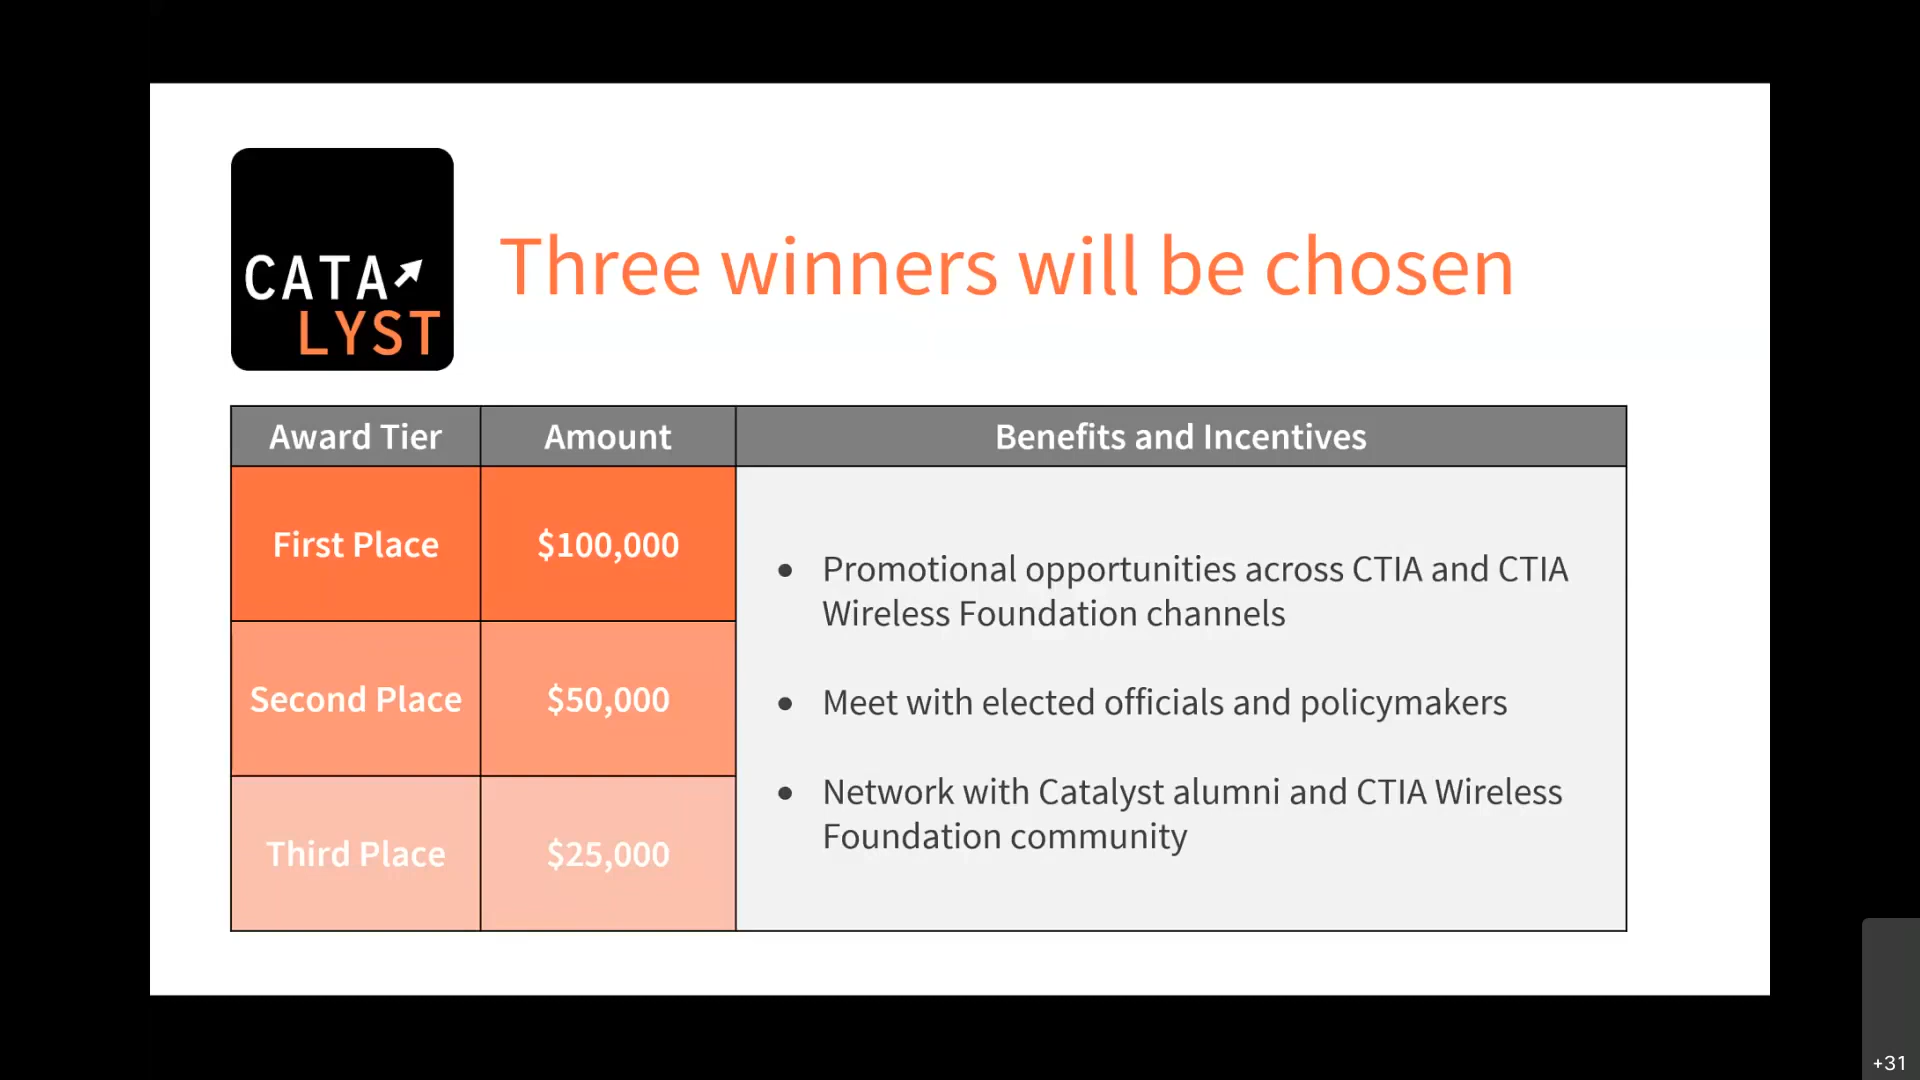 CATA
LYST
Three winners will be chosen
Award Tier
Amount
Benefits and Incentives
First Place
$100,000
Second Place
$50,000
Third Place
$25,000
• Promotional opportunities across CTIA and CTIA
Wireless Foundation channels
• Meet with elected officials and policymakers
• Network with Catalyst alumni and CTIA Wireless
Foundation community
+31